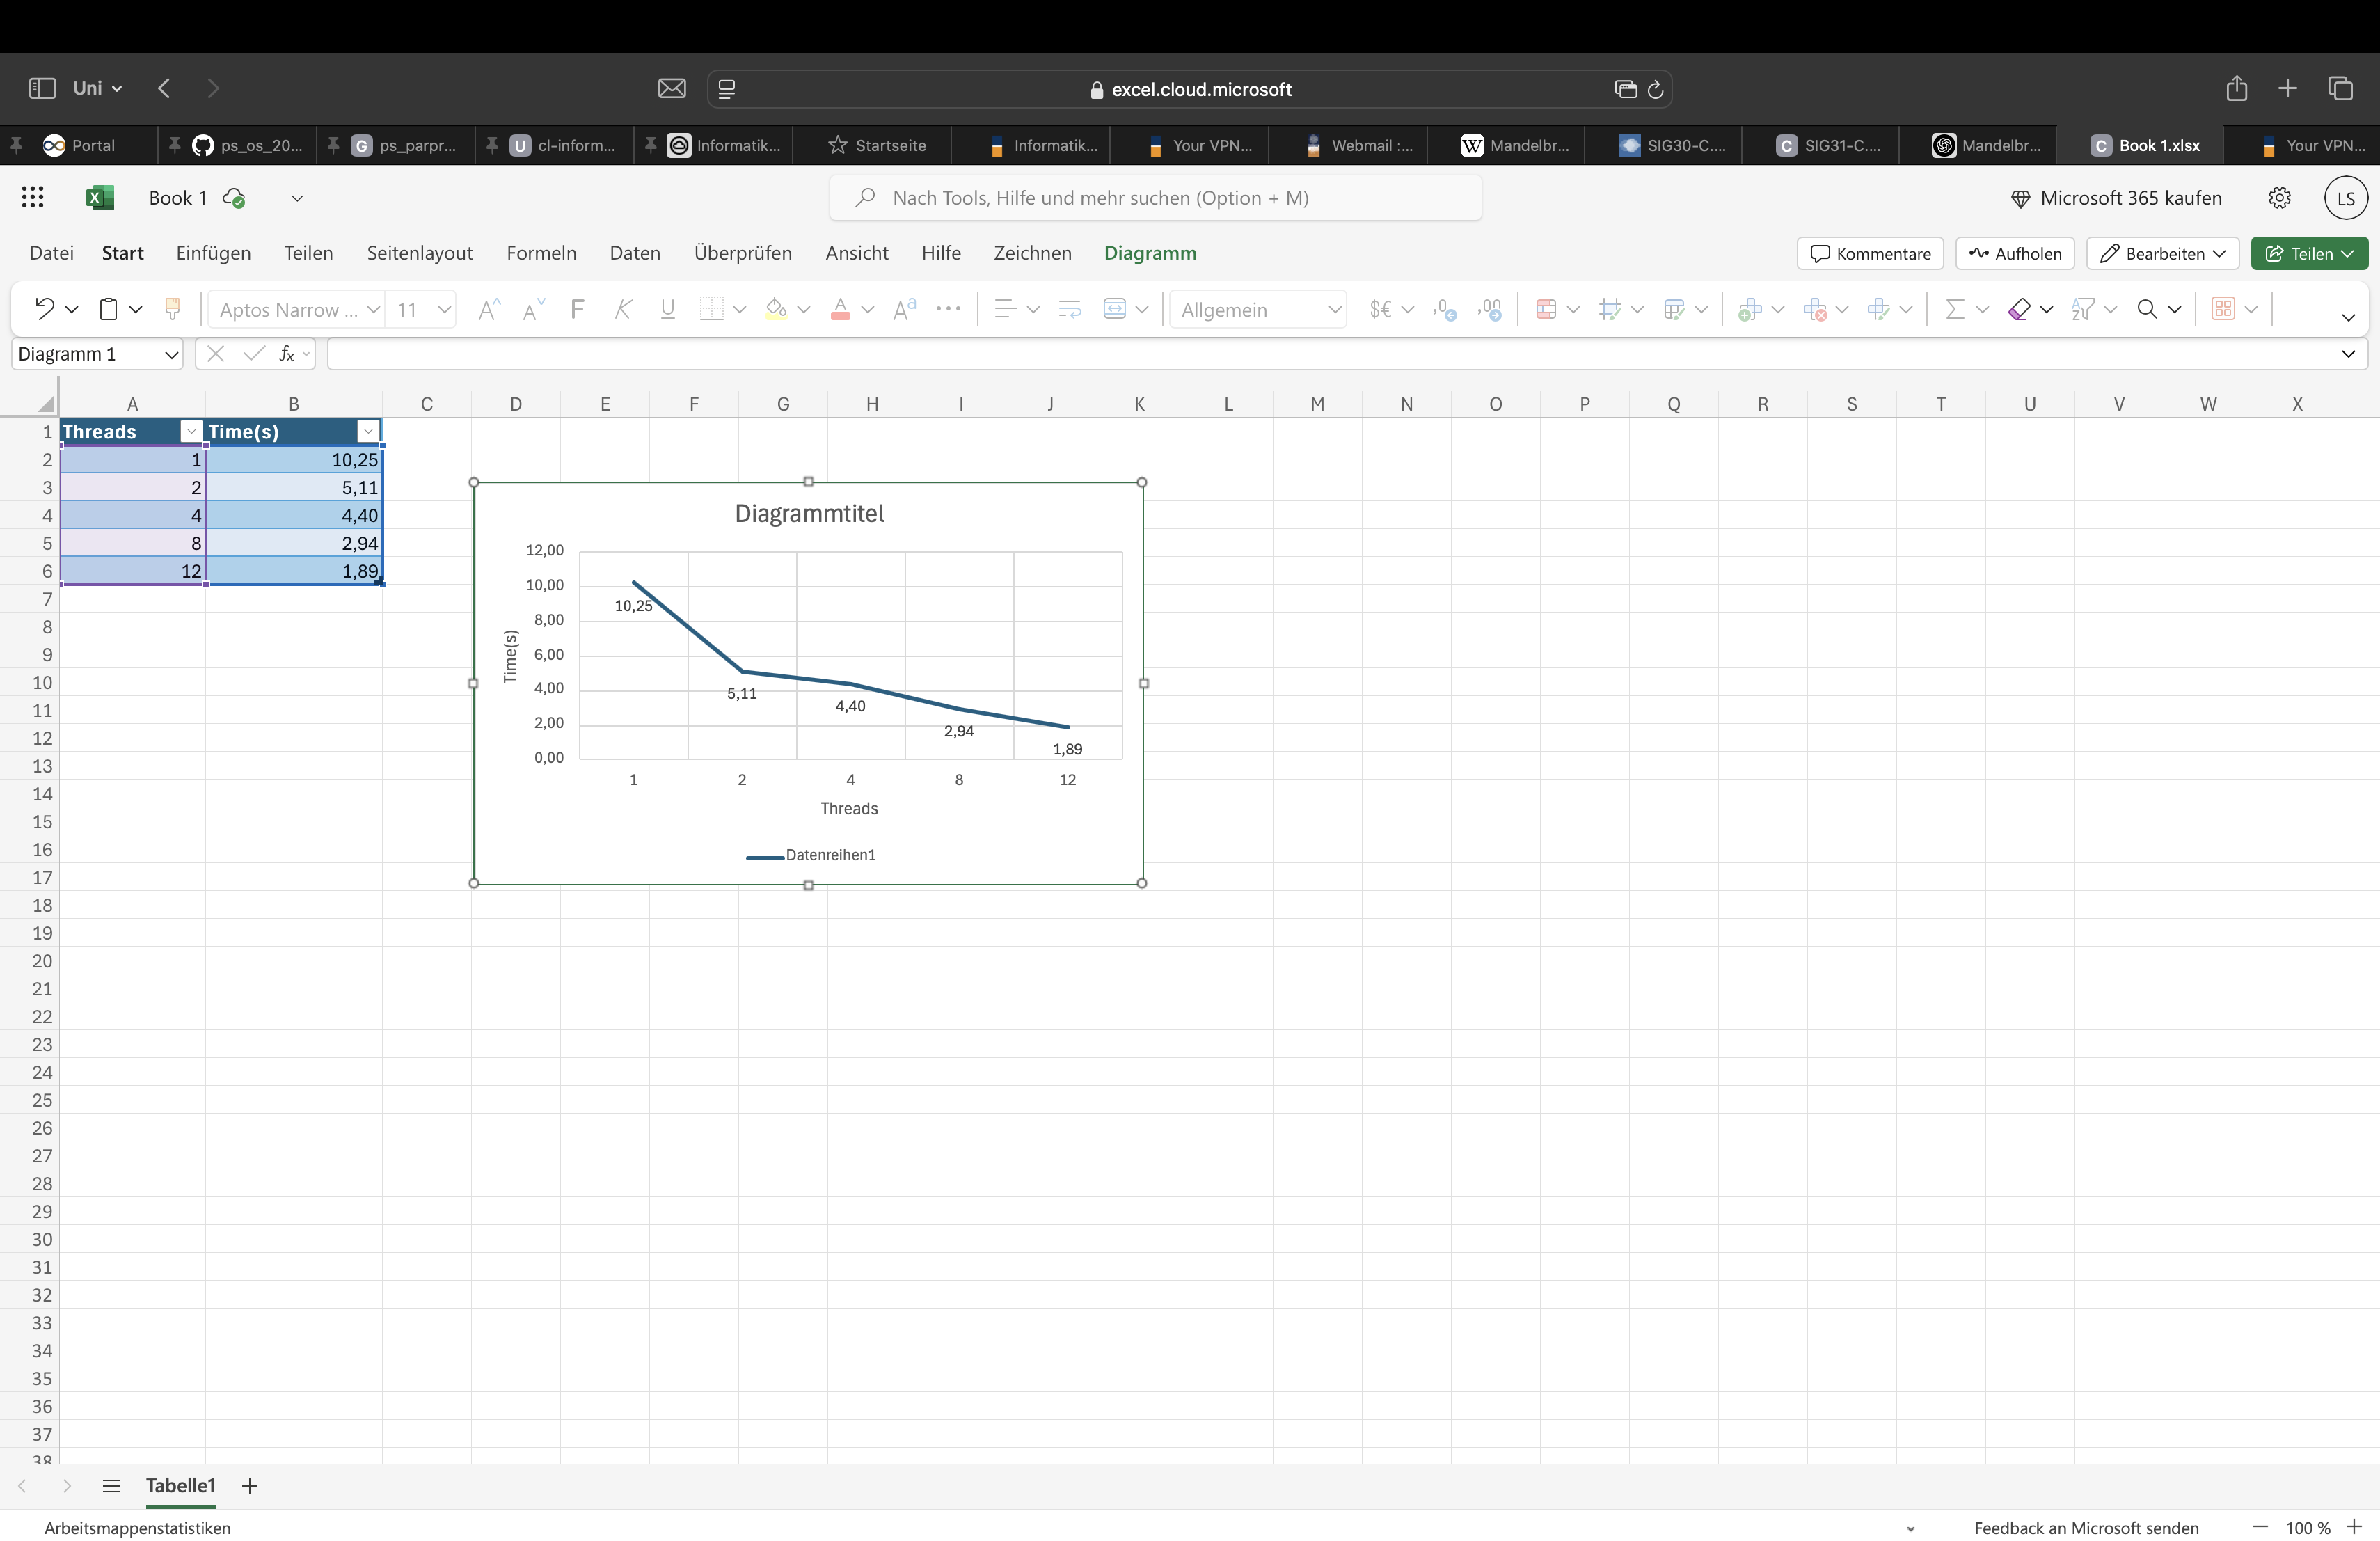 Uni
excel.cloud.microsoft
Portal ps_os_20... ps_parpr... cl-inform... Informatik... Startseite Informatik... Your VPN... Webmail :... Mandelbr... SIG30-C.... SIG31-C.... Mandelbr... Book 1.xlsx Your VPN...
Book 1 Nach Tools, Hilfe und mehr suchen (Option + M) Microsoft 365 kaufen LS
Datei Start Einfügen Teilen Seitenlayout Formeln Daten Überprüfen Ansicht Hilfe Zeichnen Diagramm Kommentare Aufholen Bearbeiten Teilen
Aptos Narrow ... 11 F K U Allgemein
Diagramm 1 fx
A B C D E F G H I J K L M N O P Q R S T U V W X
1 Threads Time(s)
2 1 10,25
3 2 5,11
4 4 4,40
5 8 2,94
6 12 1,89
7
8
9
10
11
12
13
14
15
16
17
18
19
20
21
22
23
24
25
26
27
28
29
30
31
32
33
34
35
36
37
38
Diagrammtitel
12,00
10,00
8,00
6,00
4,00
2,00
0,00
Time(s)
10,25
5,11
4,40
2,94
1,89
1 2 4 8 12
Threads
Datenreihen1
Tabelle1
Arbeitsmappenstatistiken Feedback an Microsoft senden 100 %